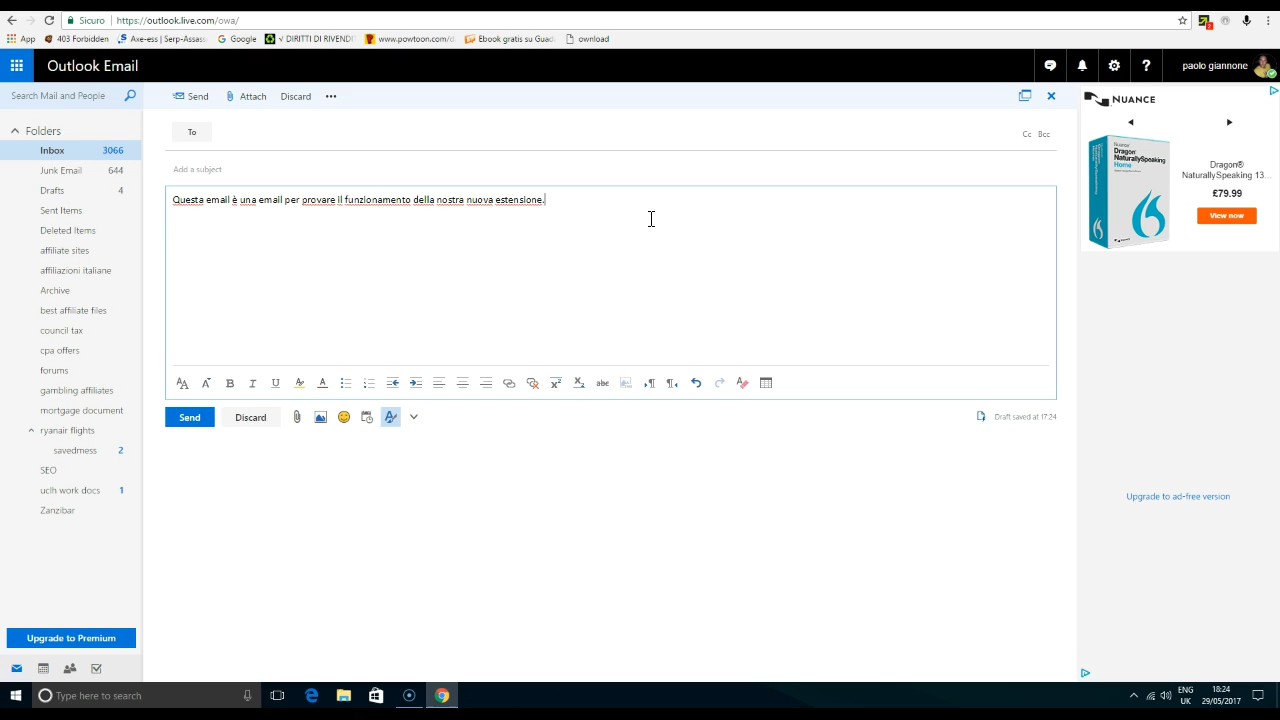 Sicuro https://outlook.live.com/owa/
App 403 Forbidden Axe-ess | Serp-Assass Google √ DIRITTI DI RIVENDIT www.powtoon.com/d Ebook gratis su Guad ownload
Outlook Email
paolo giannone
Search Mail and People
Send Attach Discard •••
Folders
Inbox 3066
Junk Email 644
Drafts 4
Sent Items
Deleted Items
affiliate sites
affiliazioni italiane
Archive
best affiliate files
council tax
cpa offers
forums
gambling affiliates
mortgage document
ryanair flights
savedmess 2
SEO
uclh work docs 1
Zanzibar
Upgrade to Premium
To
Cc Bcc
Add a subject
Questa email è una email per provare il funzionamento della nostra nuova estensione.
abc
Send Discard
Draft saved at 17:24
NUANCE
Nuance
Dragon
NaturallySpeaking
Home
Dragon®
NaturallySpeaking 13...
£79.99
View now
Upgrade to ad-free version
Type here to search
ENG
UK
18:24
29/05/2017